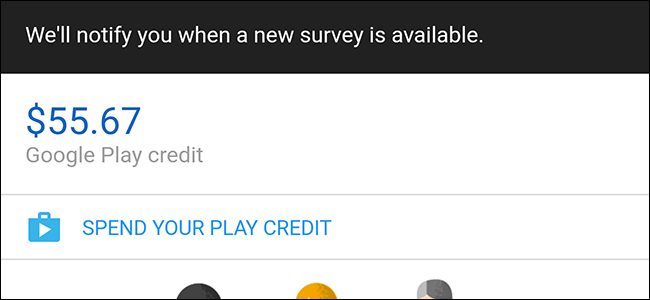 We'll notify you when a new survey is available.
$55.67
Google Play credit
SPEND YOUR PLAY CREDIT